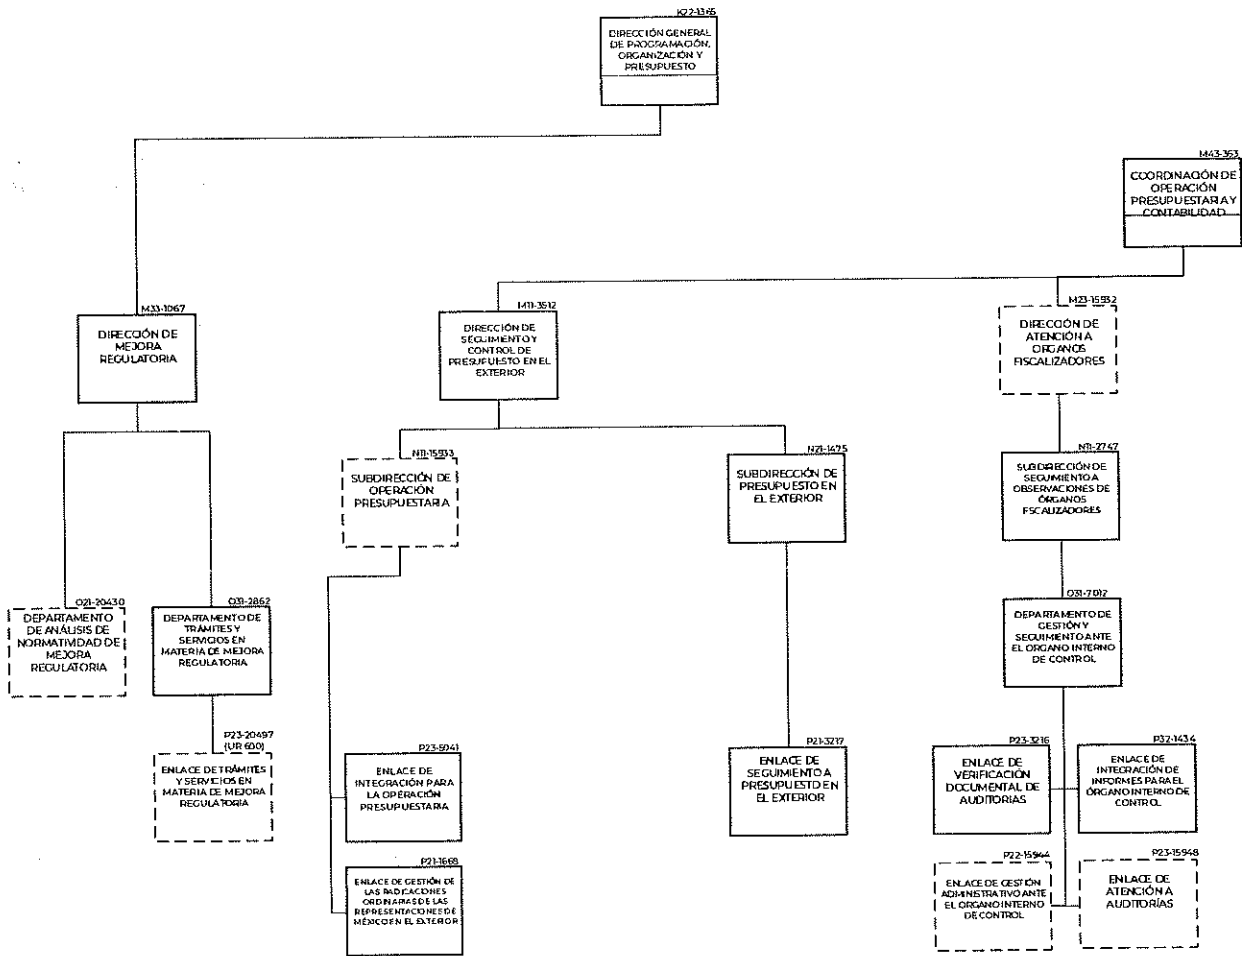 K22-1365
DIRECCIÓN GENERAL
DE PROGRAMACIÓN,
ORGANIZACIÓN Y
PRESUPUESTO
M43-353
COORDINACIÓN DE
OPERACIÓN
PRESUPUESTARIA Y
CONTABILIDAD
M33-1067
DIRECCIÓN DE
MEJORA
REGULATORIA
M11-3512
DIRECCIÓN DE
SEGUIMIENTO Y
CONTROL DE
PRESUPUESTO EN EL
EXTERIOR
M23-15932
DIRECCIÓN DE
ATENCIÓN A
ORGANOS
FISCALIZADORES
N11-15933
SUBDIRECCIÓN DE
OPERACIÓN
PRESUPUESTARIA
N21-1475
SUBDIRECCIÓN DE
PRESUPUESTO EN
EL EXTERIOR
N11-2747
SUBDIRECCIÓN DE
SEGUIMIENTO A
OBSERVACIONES DE
ÓRGANOS
FISCALIZADORES
O21-20430
DEPARTAMENTO
DE ANÁLISIS DE
NORMATIVIDAD DE
MEJORA
REGULATORIA
O31-2862
DEPARTAMENTO DE
TRÁMITES Y
SERVICIOS EN
MATERIA DE MEJORA
REGULATORIA
O31-7012
DEPARTAMENTO DE
GESTIÓN Y
SEGUIMIENTO ANTE
EL ORGANO INTERNO
DE CONTROL
P23-20497
(UR 600)
ENLACE DE TRÁMITES
Y SERVICIOS EN
MATERIA DE MEJORA
REGULATORIA
P23-5041
ENLACE DE
INTEGRACIÓN PARA
LA OPERACIÓN
PRESUPUESTARIA
P21-3217
ENLACE DE
SEGUIMIENTO A
PRESUPUESTO EN
EL EXTERIOR
P23-3216
ENLACE DE
VERIFICACIÓN
DOCUMENTAL DE
AUDITORIAS
P32-1434
ENLACE DE
INTEGRACIÓN DE
INFORMES PARA EL
ÓRGANO INTERNO DE
CONTROL
P21-1668
ENLACE DE GESTIÓN DE
LAS RADICACIONES
ORDINARIAS DE LAS
REPRESENTACIONES DE
MÉXICO EN EL EXTERIOR
P22-15944
ENLACE DE GESTIÓN
ADMINISTRATIVO ANTE
EL ORGANO INTERNO
DE CONTROL
P23-15948
ENLACE DE
ATENCIÓN A
AUDITORÍAS